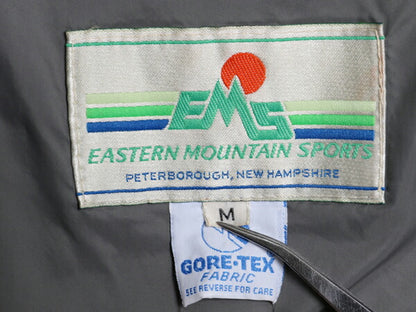 EMS
EASTERN MOUNTAIN SPORTS
PETERBOROUGH, NEW HAMPSHIRE
M
GORE-TEX
FABRIC
SEE REVERSE FOR CARE